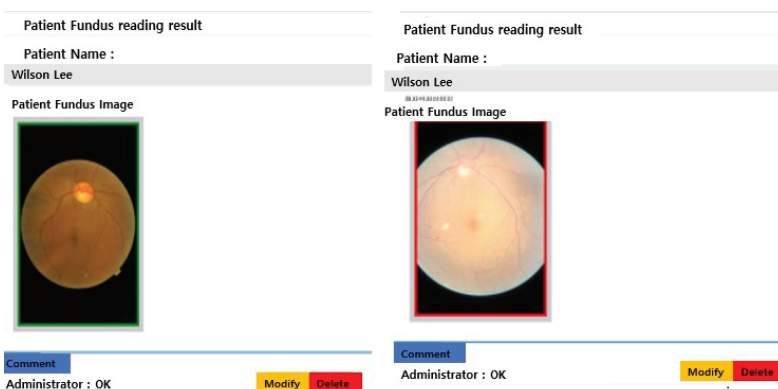 Patient Fundus reading result
Patient Name :
Wilson Lee
Patient Fundus Image
Comment
Administrator : OK
Modify
Delete
Patient Fundus reading result
Patient Name :
Wilson Lee
Patient Fundus Image
Comment
Administrator : OK
Modify
Delete